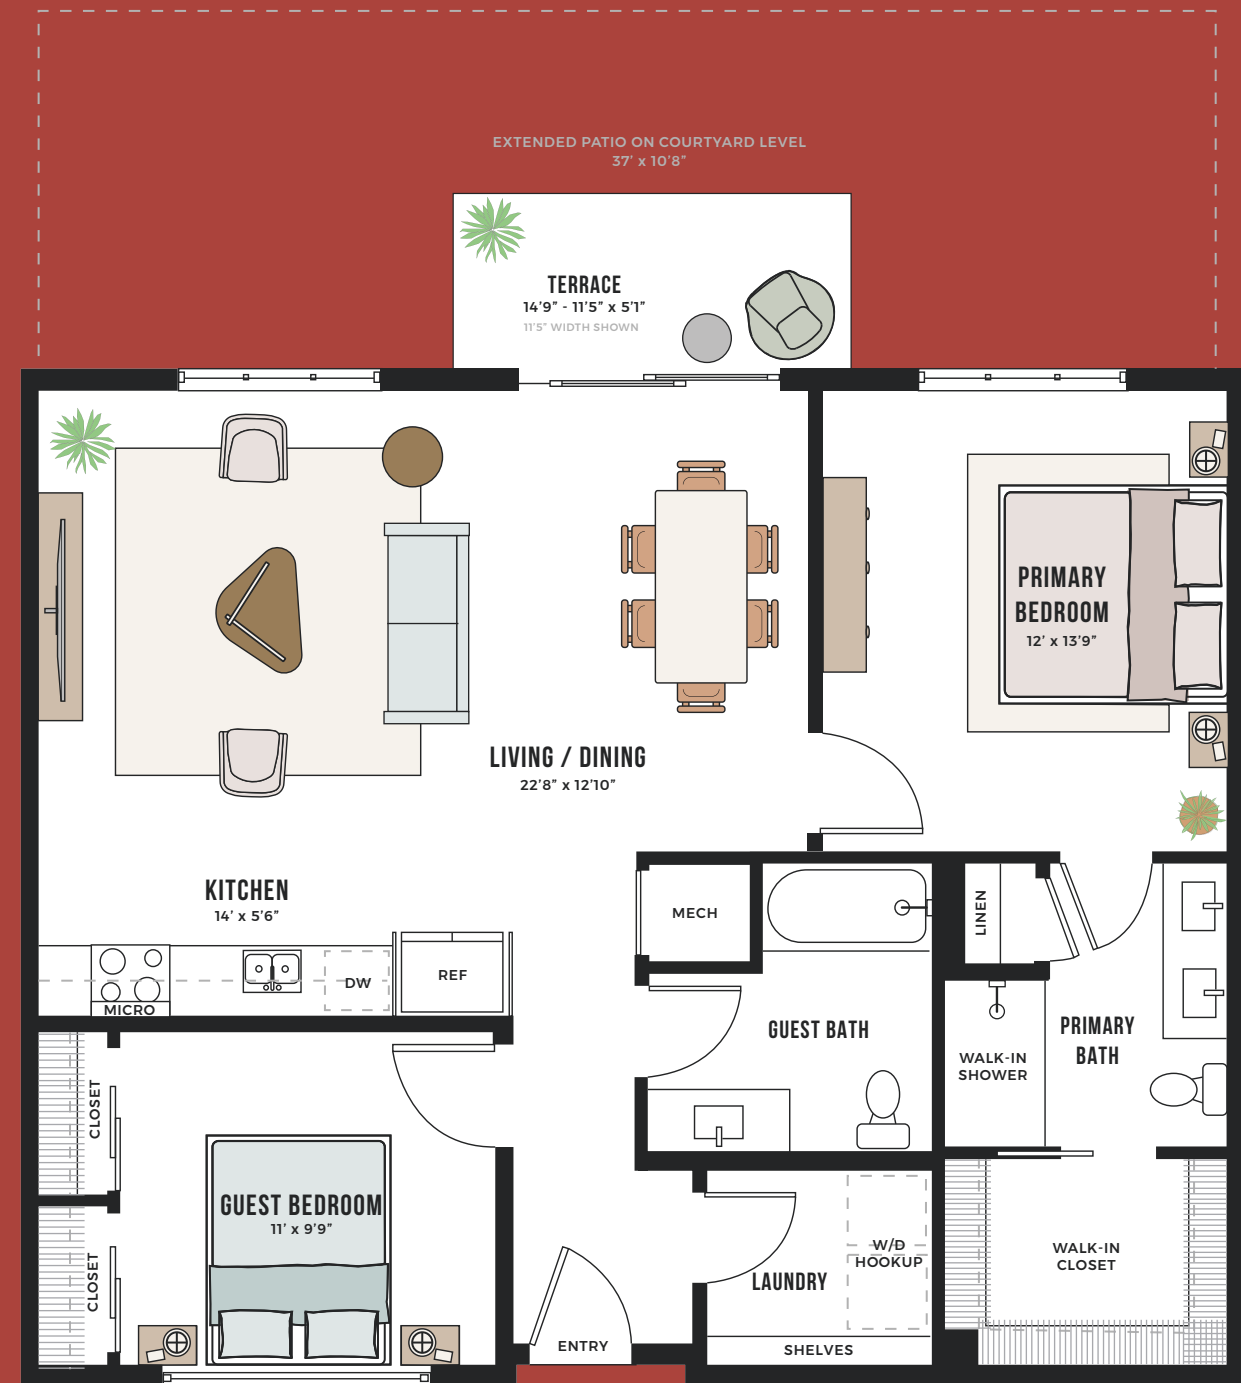 EXTENDED PATIO ON COURTYARD LEVEL
37’ x 10’8”
TERRACE
14’9” - 11’5” x 5’1”
11’5” WIDTH SHOWN
PRIMARY
BEDROOM
12’ x 13’9”
LIVING / DINING
22’8” x 12’10”
KITCHEN
14’ x 5’6”
MECH
LINEN
DW
REF
MICRO
GUEST BATH
PRIMARY
BATH
WALK-IN
SHOWER
CLOSET
GUEST BEDROOM
11’ x 9’9”
CLOSET
W/D
HOOKUP
LAUNDRY
WALK-IN
CLOSET
ENTRY
SHELVES